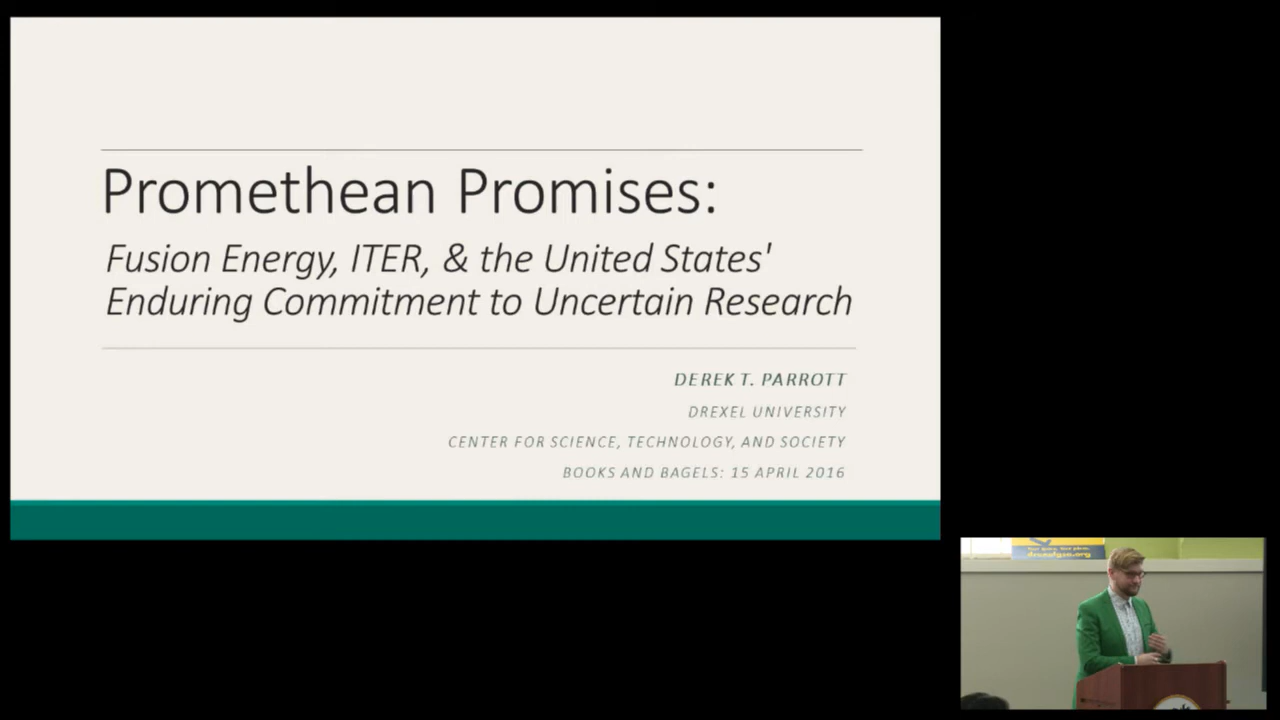 Promethean Promises:
Fusion Energy, ITER, & the United States'
Enduring Commitment to Uncertain Research
DEREK T. PARROTT
DREXEL UNIVERSITY
CENTER FOR SCIENCE, TECHNOLOGY, AND SOCIETY
BOOKS AND BAGELS: 15 APRIL 2016